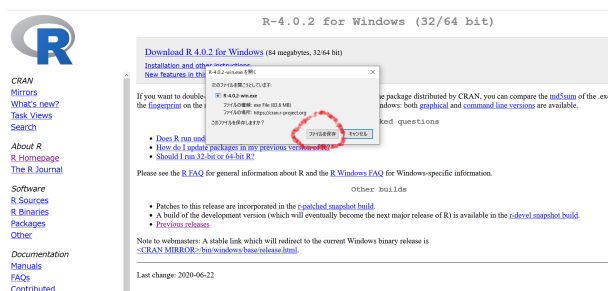 R-4.0.2 for Windows (32/64 bit)
R
Download R 4.0.2 for Windows (84 megabytes, 32/64 bit)
Installation and other instructions
New features in this
CRAN
Mirrors
What's new?
Task Views
Search
About R
R Homepage
The R Journal
Software
R Sources
R Binaries
Packages
Other
Documentation
Manuals
FAQs
Contributed
R-4.0.2-win.exe を開く
次のファイルを開こうとしています:
R-4.0.2-win.exe
ファイルの種類: exe File (83.6 MB)
ファイルの場所: https://cran.r-project.org
このファイルを保存しますか?
ファイルを保存
キャンセル
If you want to double-
e package distributed by CRAN, you can compare the md5sum of the .exe
the fingerprint on the
ndows: both graphical and command line versions are available.
ked questions
Does R run und
How do I update packages in my previous version of R?
Should I run 32-bit or 64-bit R?
Please see the R FAQ for general information about R and the R Windows FAQ for Windows-specific information.
Other builds
Patches to this release are incorporated in the r-patched snapshot build.
A build of the development version (which will eventually become the next major release of R) is available in the r-devel snapshot build.
Previous releases
Note to webmasters: A stable link which will redirect to the current Windows binary release is
<CRAN MIRROR>/bin/windows/base/release.html.
Last change: 2020-06-22